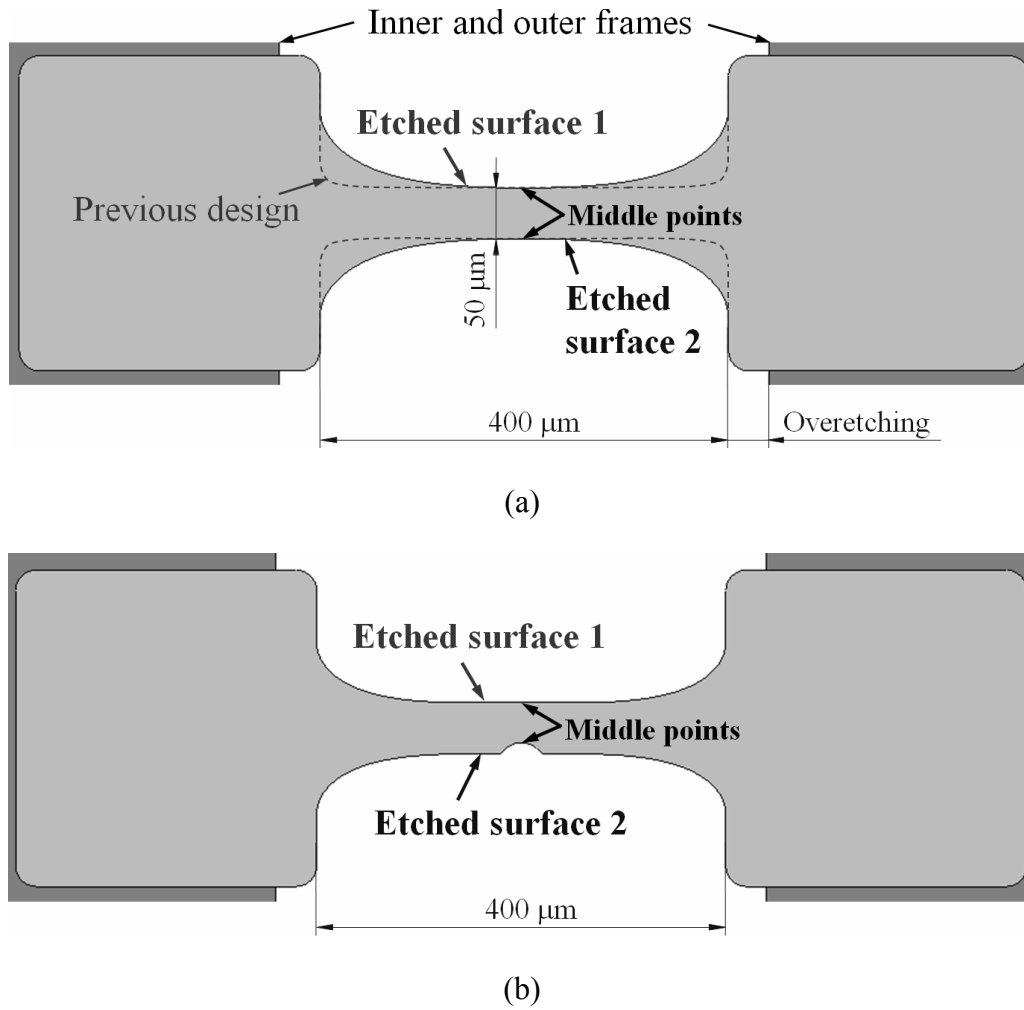 Inner and outer frames
Etched surface 1
Previous design
Middle points
50 μm
Etched
surface 2
400 μm
Overetching
(a)
Etched surface 1
Middle points
Etched surface 2
400 μm
(b)